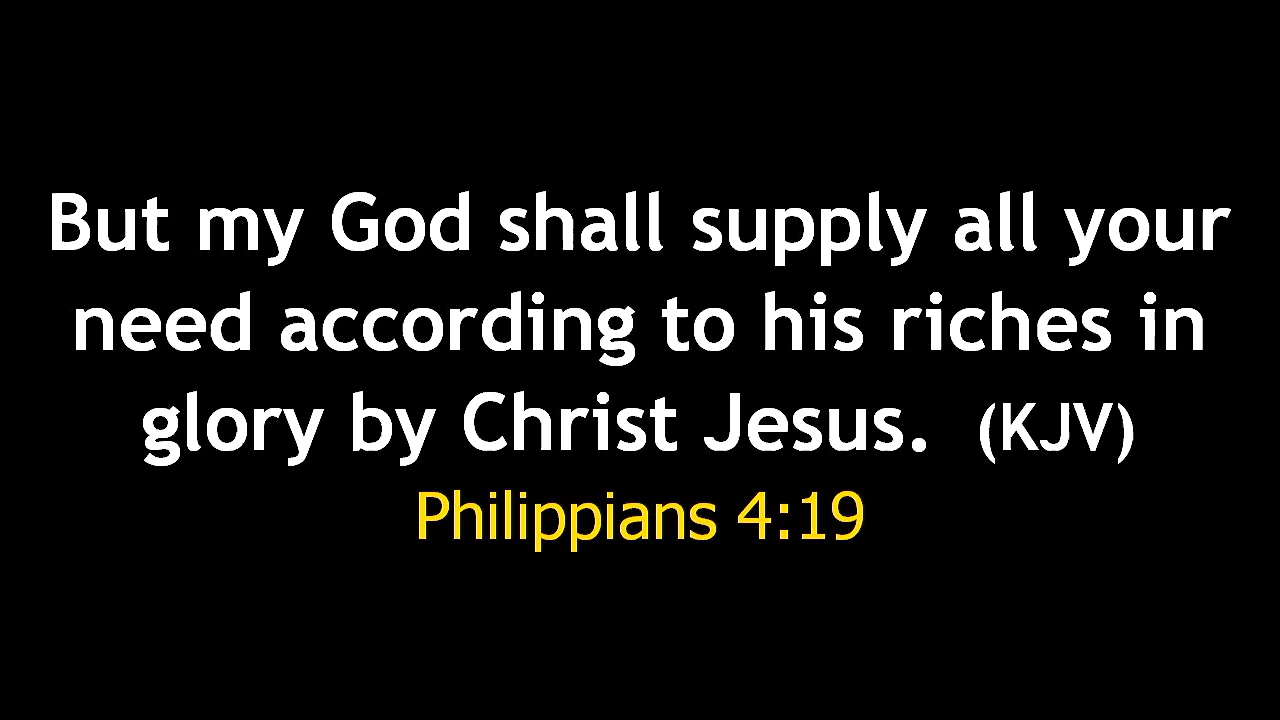 But my God shall supply all your
need according to his riches in
glory by Christ Jesus. (KJV)
Philippians 4:19